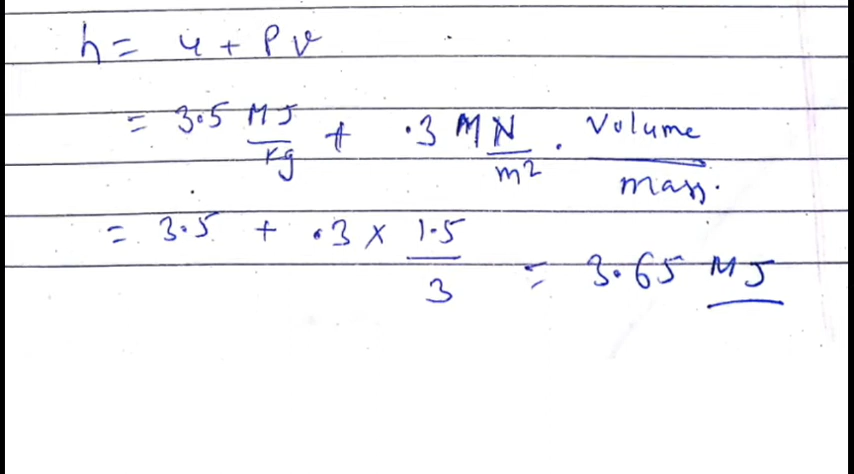 h = u + Pv
= 3.5 MJ/kg + .3 MN/m2 . Volume/mass.
= 3.5 + .3 x 1.5/3 = 3.65 MJ